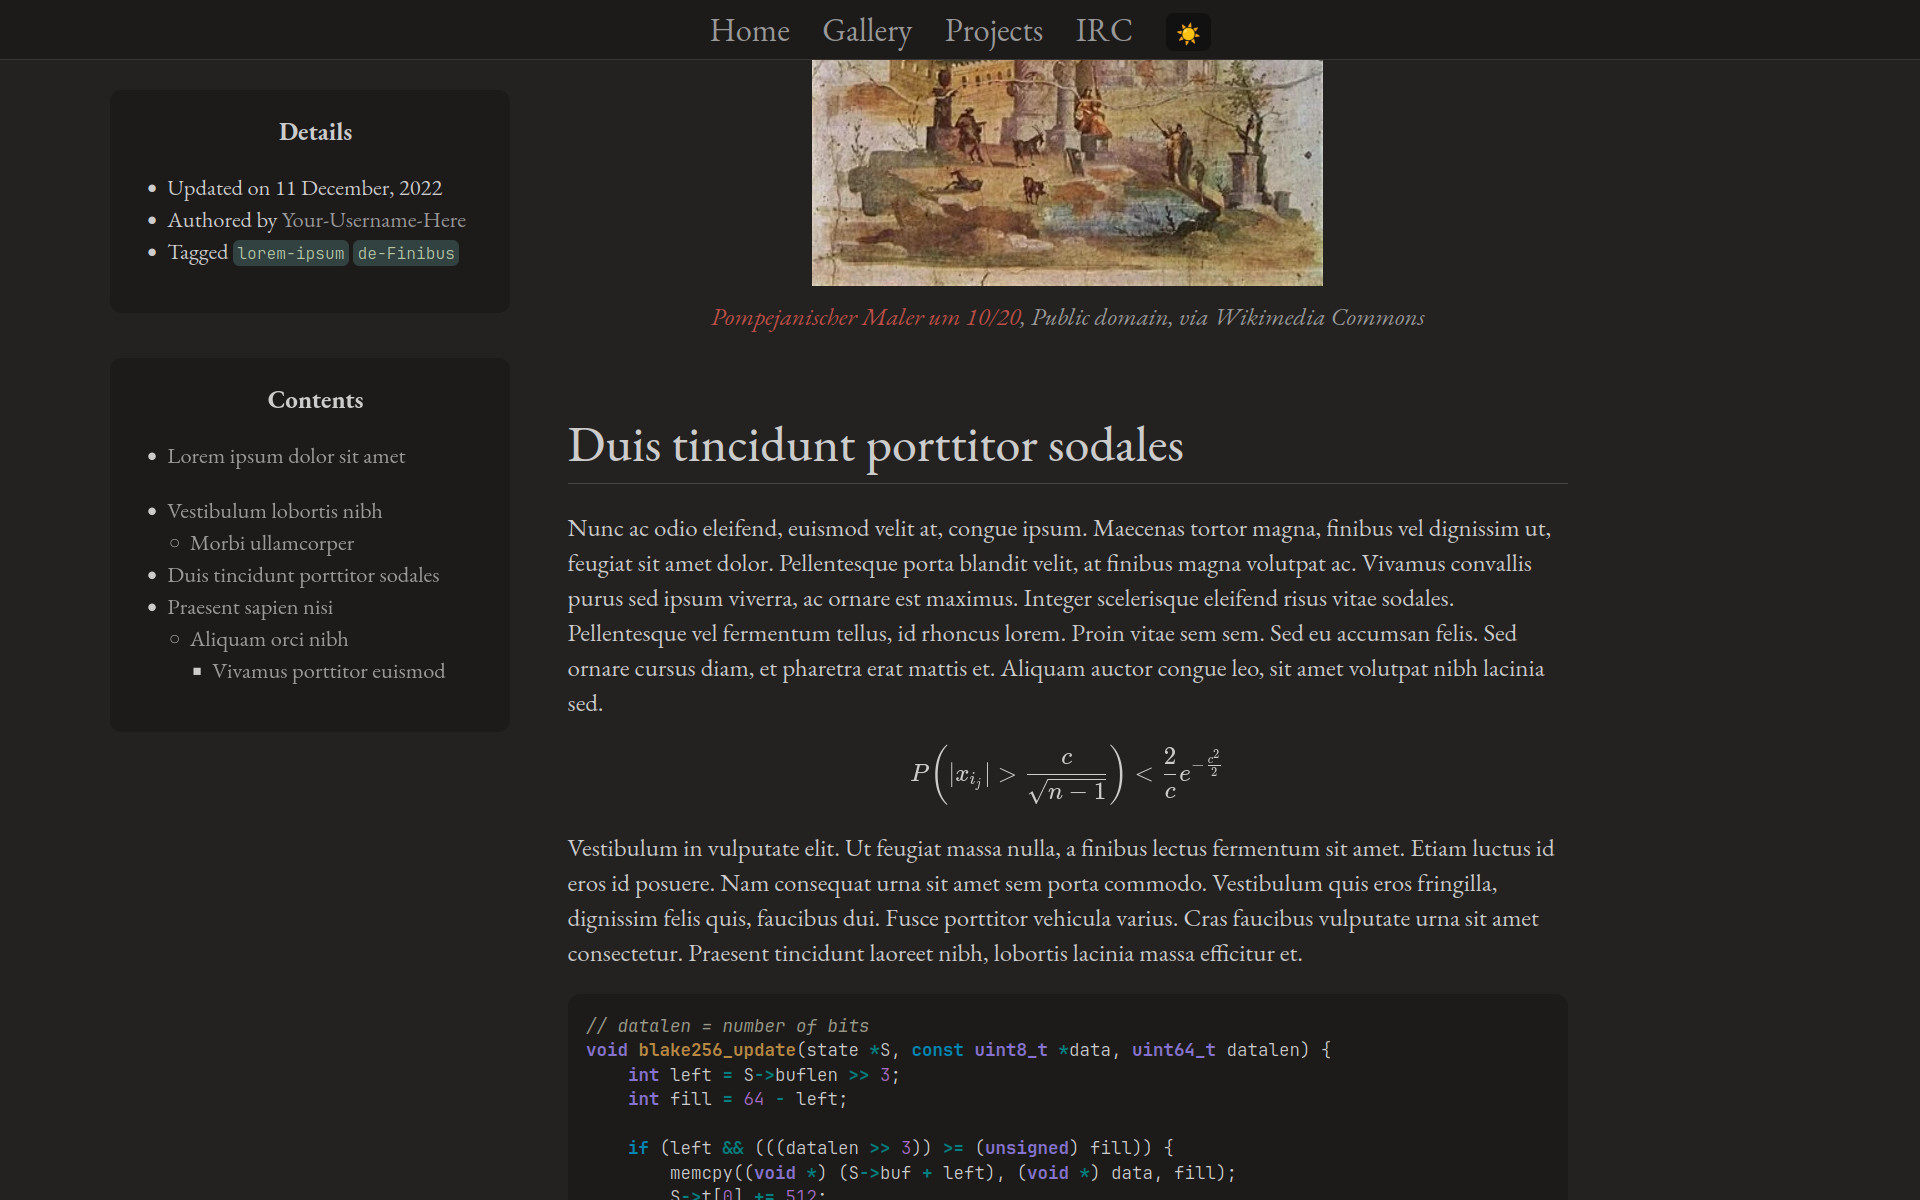 Home Gallery Projects IRC
Details
Updated on 11 December, 2022
Authored by Your-Username-Here
Tagged lorem-ipsum de-Finibus
Contents
Lorem ipsum dolor sit amet
Vestibulum lobortis nibh
Morbi ullamcorper
Duis tincidunt porttitor sodales
Praesent sapien nisi
Aliquam orci nibh
Vivamus porttitor euismod
Pompejanischer Maler um 10/20, Public domain, via Wikimedia Commons
Duis tincidunt porttitor sodales
Nunc ac odio eleifend, euismod velit at, congue ipsum. Maecenas tortor magna, finibus vel dignissim ut,
feugiat sit amet dolor. Pellentesque porta blandit velit, at finibus magna volutpat ac. Vivamus convallis
purus sed ipsum viverra, ac ornare est maximus. Integer scelerisque eleifend risus vitae sodales.
Pellentesque vel fermentum tellus, id rhoncus lorem. Proin vitae sem sem. Sed eu accumsan felis. Sed
ornare cursus diam, et pharetra erat mattis et. Aliquam auctor congue leo, sit amet volutpat nibh lacinia
sed.
P(|x_{i_j}| > c/√(n − 1)) < 2/c e^{−c²/2}
Vestibulum in vulputate elit. Ut feugiat massa nulla, a finibus lectus fermentum sit amet. Etiam luctus id
eros id posuere. Nam consequat urna sit amet sem porta commodo. Vestibulum quis eros fringilla,
dignissim felis quis, faucibus dui. Fusce porttitor vehicula varius. Cras faucibus vulputate urna sit amet
consectetur. Praesent tincidunt laoreet nibh, lobortis lacinia massa efficitur et.
// datalen = number of bits
void blake256_update(state *S, const uint8_t *data, uint64_t datalen) {
    int left = S->buflen >> 3;
    int fill = 64 - left;
    if (left && (((datalen >> 3)) >= (unsigned) fill)) {
        memcpy((void *) (S->buf + left), (void *) data, fill);
        S->t[0] += 512;